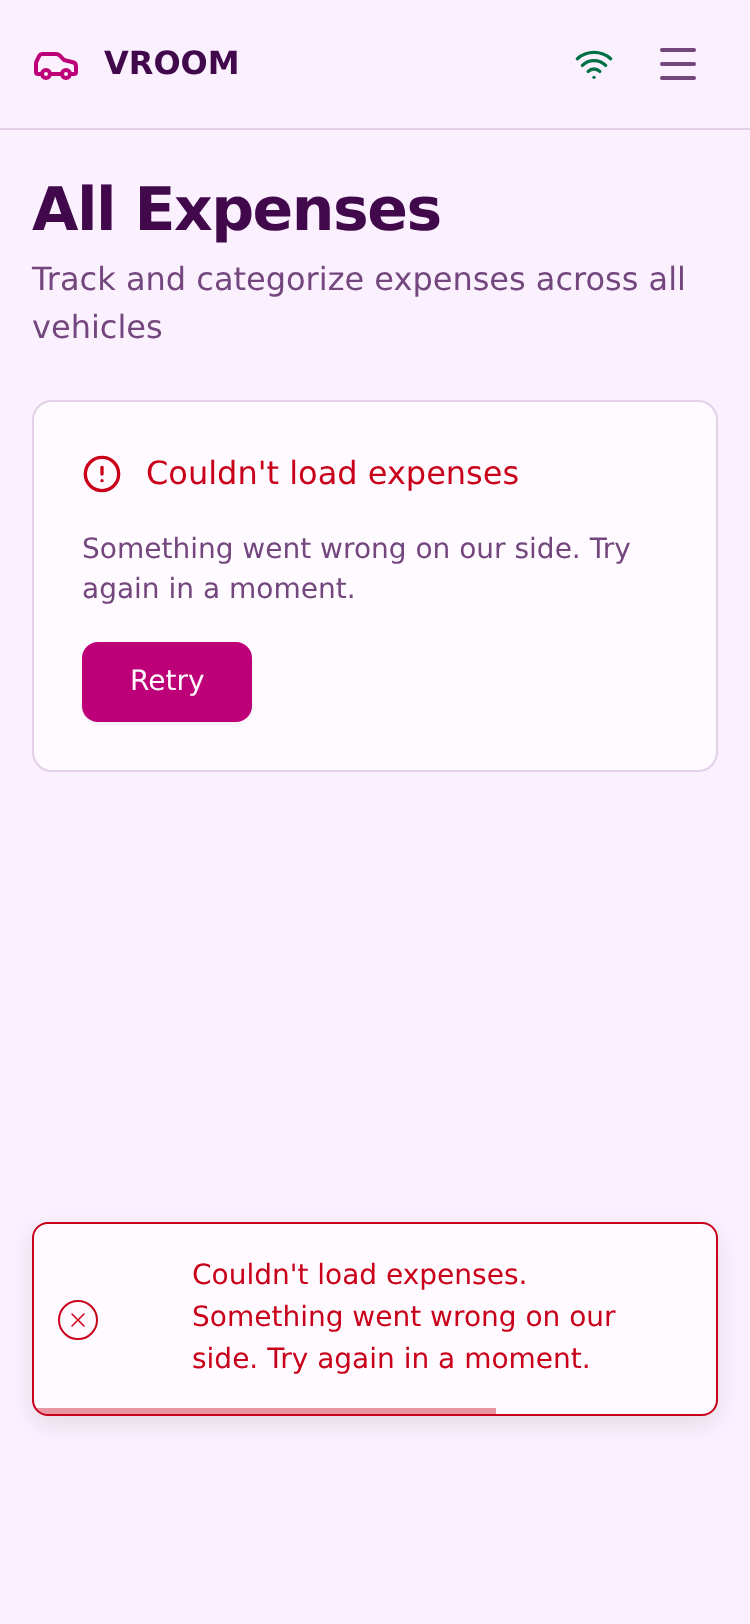 VROOM
All Expenses
Track and categorize expenses across all
vehicles
Couldn't load expenses
Something went wrong on our side. Try
again in a moment.
Retry
Couldn't load expenses.
Something went wrong on our
side. Try again in a moment.